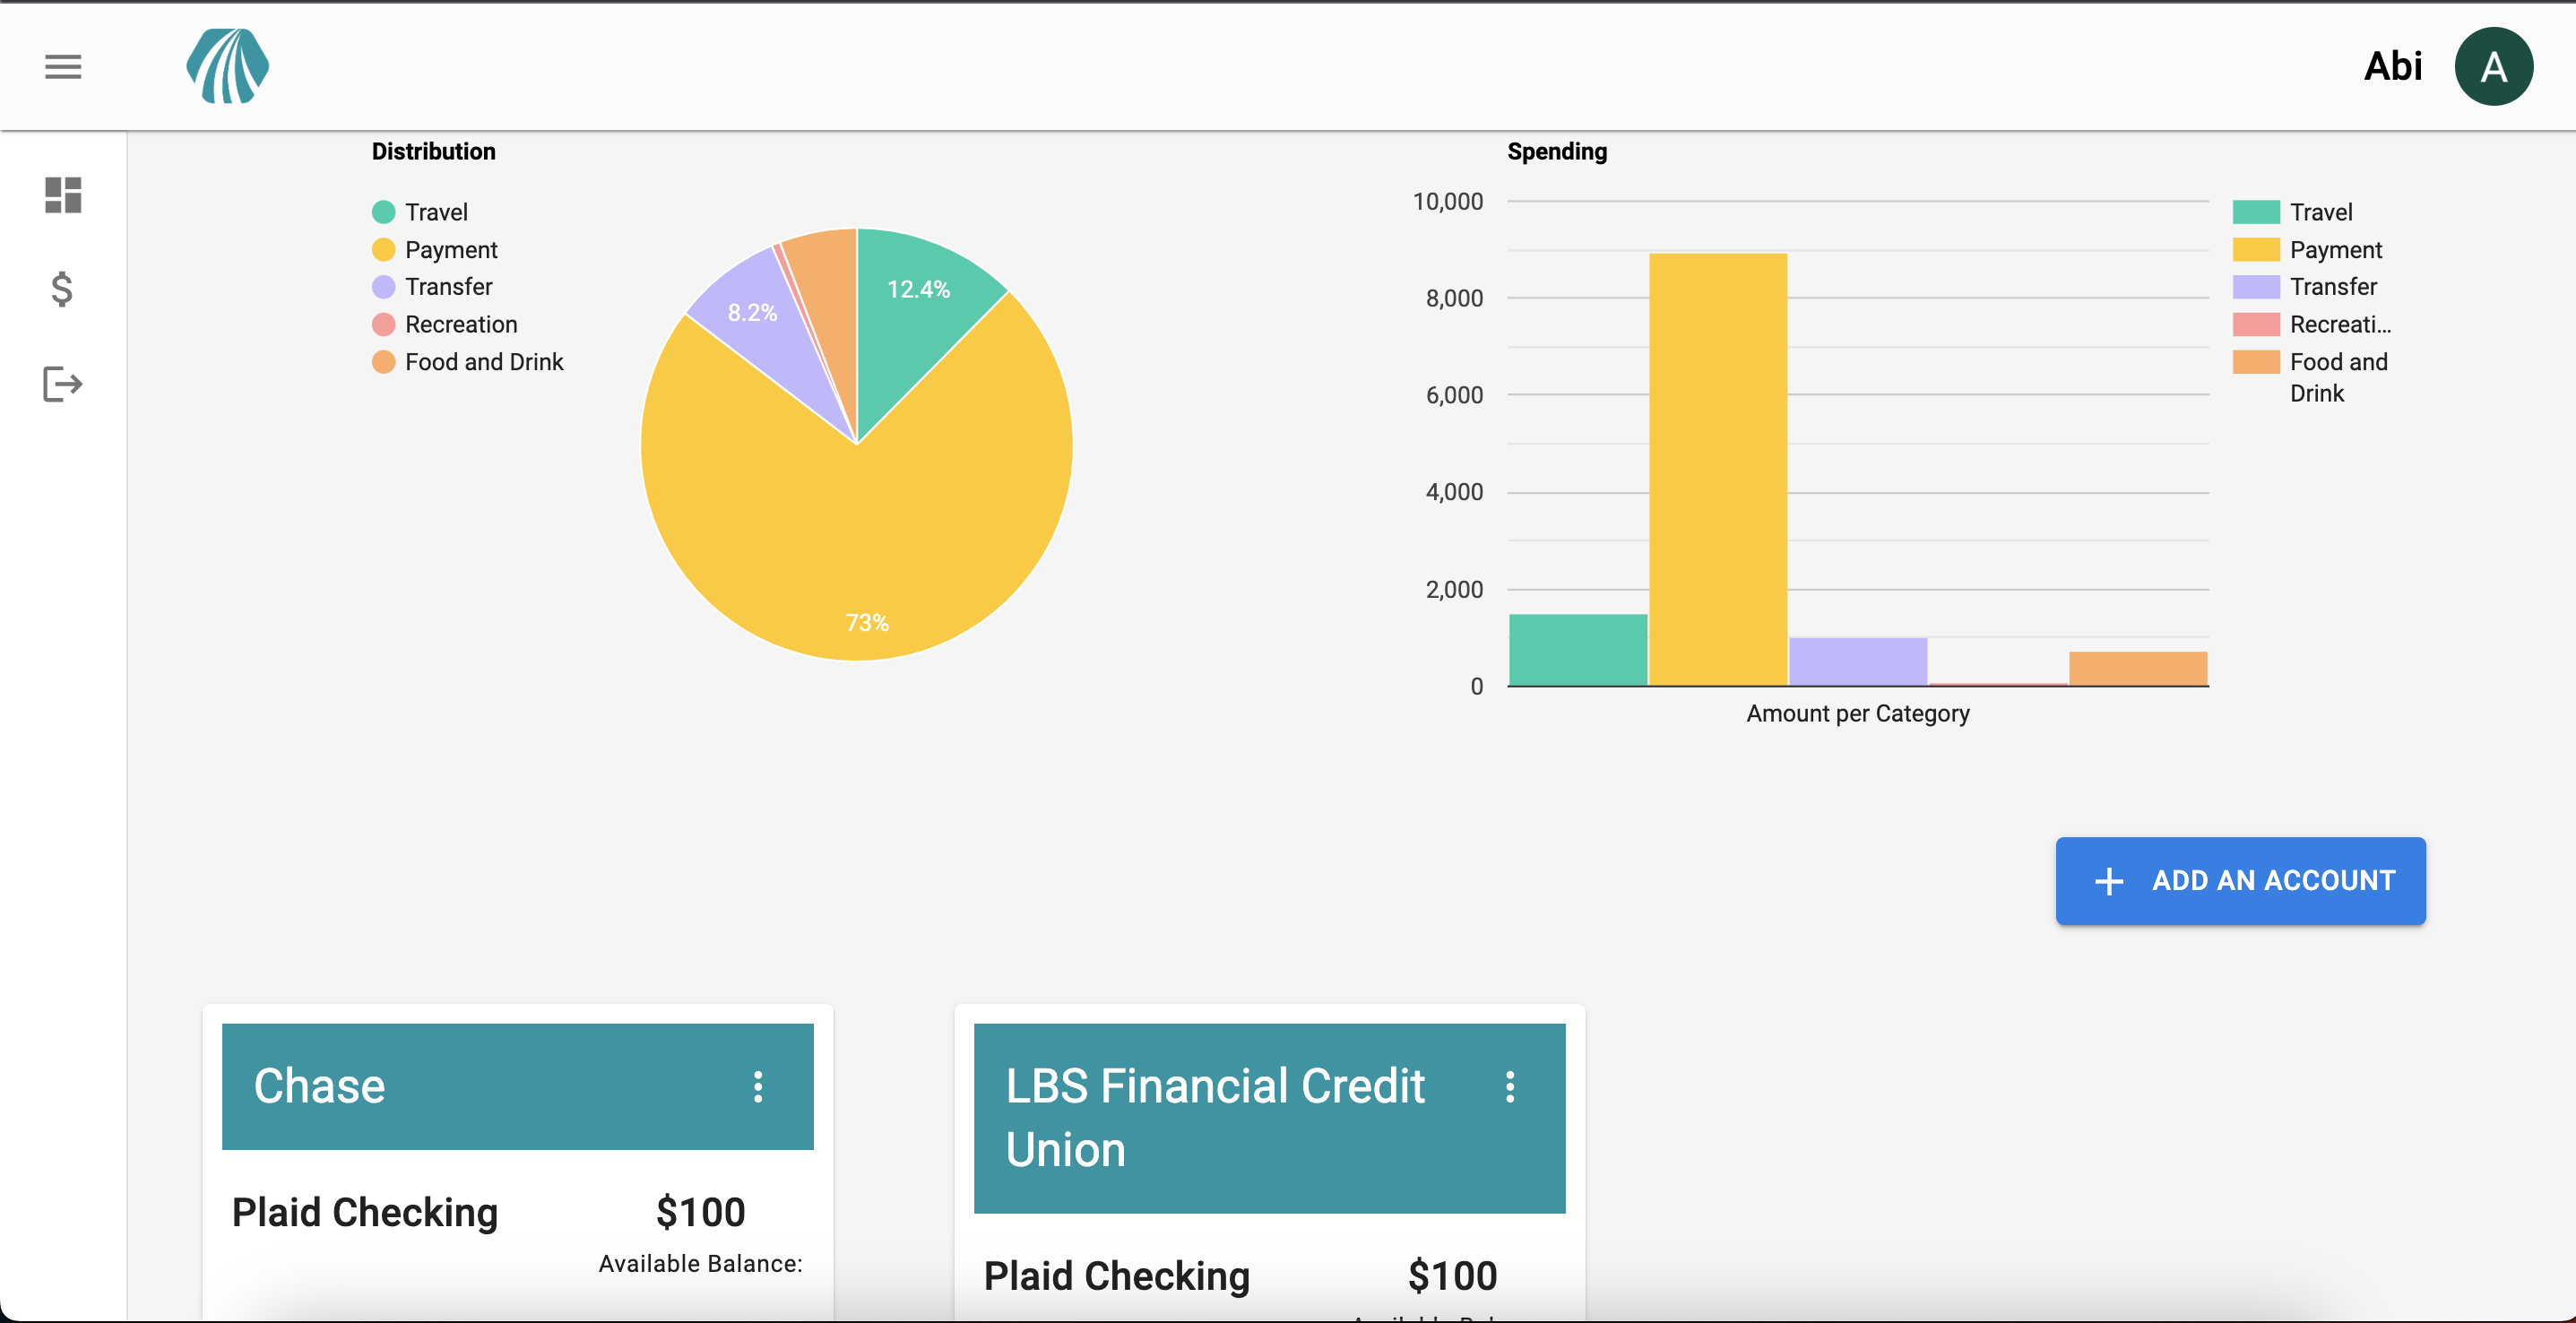 Abi
A
Distribution
Travel
Payment
Transfer
Recreation
Food and Drink
12.4%
8.2%
73%
Spending
10,000
8,000
6,000
4,000
2,000
0
Amount per Category
Travel
Payment
Transfer
Recreati...
Food and
Drink
ADD AN ACCOUNT
Chase
Plaid Checking $100
Available Balance:
LBS Financial Credit
Union
Plaid Checking $100